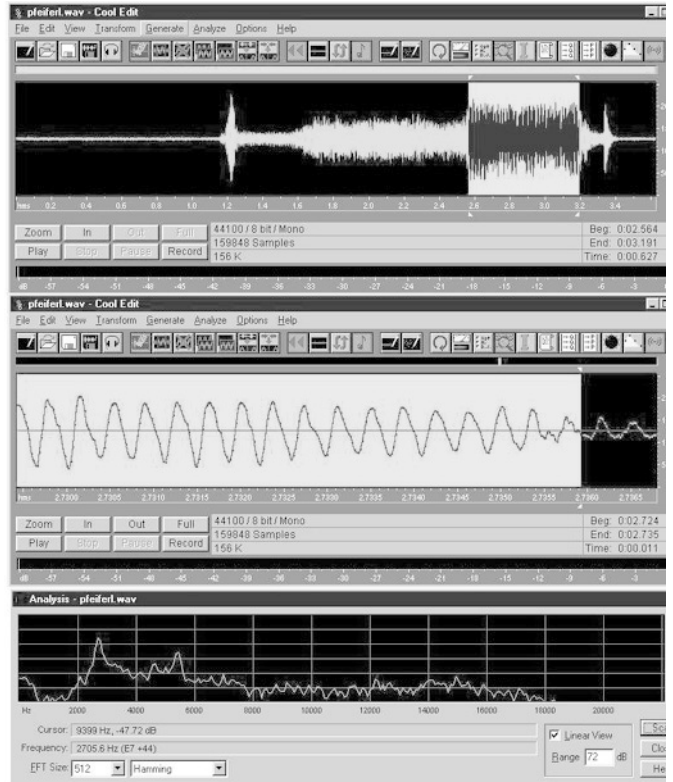 pfeiferl.wav - Cool Edit
File Edit View Transform Generate Analyze Options Help
hms 0.2 0.4 0.6 0.8 1.0 1.2 1.4 1.6 1.8 2.0 2.2 2.4 2.6 2.8 3.0 3.2 3.4
Zoom In Out Full 44100 / 8 bit / Mono Beg: 0:02.564
159848 Samples End: 0:03.191
Play Stop Pause Record 156 K Time: 0:00.627
dB -57 -54 -51 -48 -45 -42 -39 -36 -33 -30 -27 -24 -21 -18 -15 -12 -9 -6 -3
pfeiferl.wav - Cool Edit
File Edit View Transform Generate Analyze Options Help
hms 2.7300 2.7305 2.7310 2.7315 2.7320 2.7325 2.7330 2.7335 2.7340 2.7345 2.7350 2.7355 2.7360 2.7365
Zoom In Out Full 44100 / 8 bit / Mono Beg: 0:02.724
159848 Samples End: 0:02.735
Play Stop Pause Record 156 K Time: 0:00.011
dB -57 -54 -51 -48 -45 -42 -39 -36 -33 -30 -27 -24 -21 -18 -15 -12 -9 -6 -3
Analysis - pfeiferl.wav
Hz 2000 4000 6000 8000 10000 12000 14000 16000 18000 20000
Cursor: 9399 Hz, -47.72 dB
Linear View
Frequency: 2705.6 Hz (E7 +44)
Range 72 dB
FFT Size: 512 Hamming